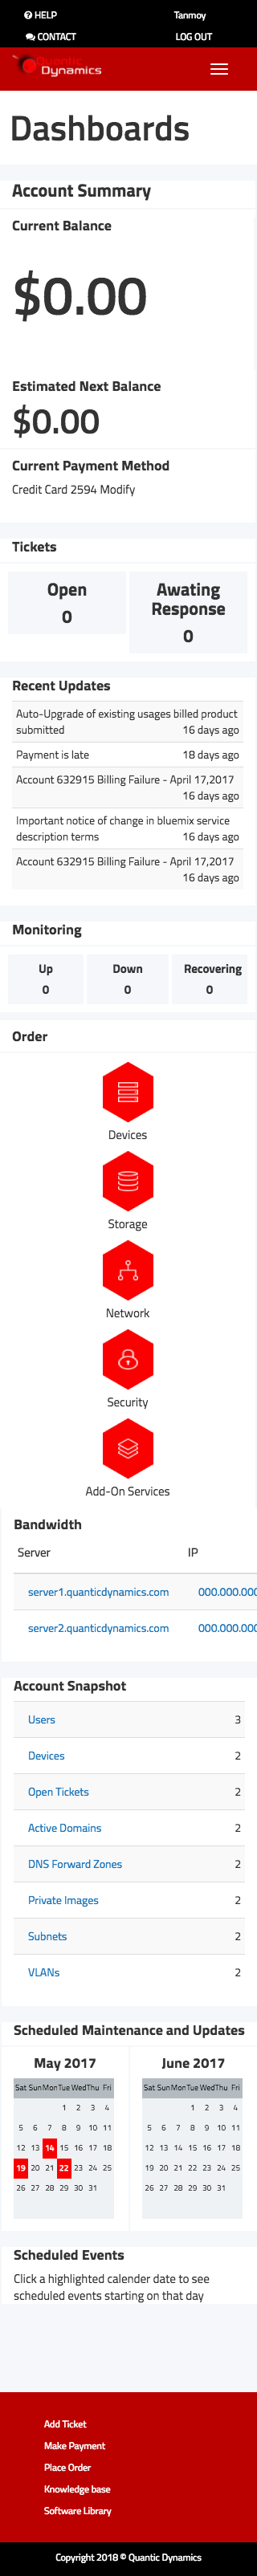 HELP
Tanmoy
CONTACT
LOG OUT
Quantic
Dynamics
Dashboards
Account Summary
Current Balance
$0.00
Estimated Next Balance
$0.00
Current Payment Method
Credit Card 2594 Modify
Tickets
Open
0
Awating
Response
0
Recent Updates
Auto-Upgrade of existing usages billed product
submitted 16 days ago
Payment is late 18 days ago
Account 632915 Billing Failure - April 17,2017
16 days ago
Important notice of change in bluemix service
description terms 16 days ago
Account 632915 Billing Failure - April 17,2017
16 days ago
Monitoring
Up Down Recovering
0 0 0
Order
Devices
Storage
Network
Security
Add-On Services
Bandwidth
Server IP
server1.quanticdynamics.com 000.000.000
server2.quanticdynamics.com 000.000.000
Account Snapshot
Users 3
Devices 2
Open Tickets 2
Active Domains 2
DNS Forward Zones 2
Private Images 2
Subnets 2
VLANs 2
Scheduled Maintenance and Updates
May 2017
Sat Sun Mon Tue Wed Thu Fri
1 2 3 4
5 6 7 8 9 10 11
12 13 14 15 16 17 18
19 20 21 22 23 24 25
26 27 28 29 30 31
June 2017
Sat Sun Mon Tue Wed Thu Fri
1 2 3 4
5 6 7 8 9 10 11
12 13 14 15 16 17 18
19 20 21 22 23 24 25
26 27 28 29 30 31
Scheduled Events
Click a highlighted calender date to see
scheduled events starting on that day
Add Ticket
Make Payment
Place Order
Knowledge base
Software Library
Copyright 2018 © Quantic Dynamics